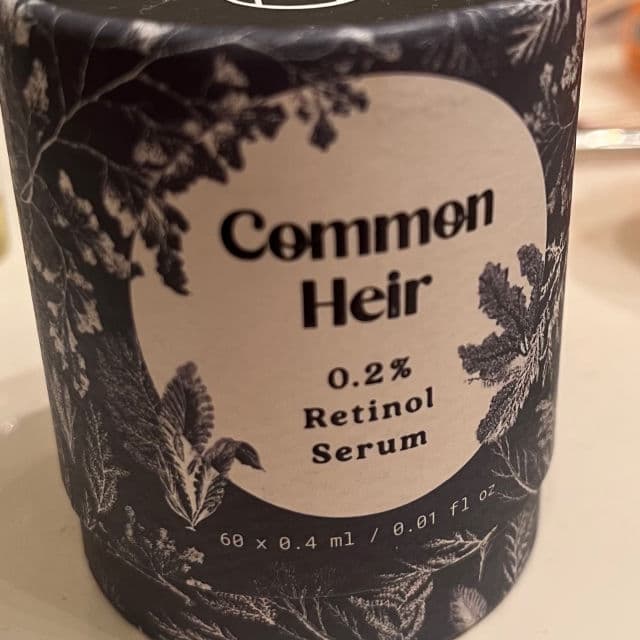 Common
Heir
0.2%
Retinol
Serum
60 x 0.4 ml / 0.01 fl oz